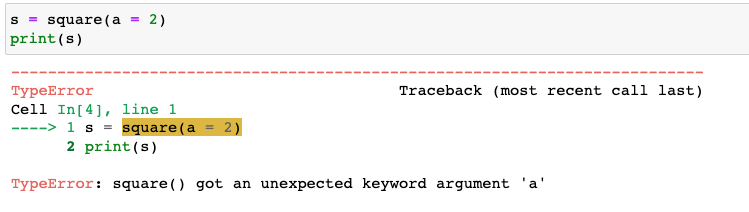 s = square(a = 2)
print(s)
---------------------------------------------------------------------------
TypeError                                 Traceback (most recent call last)
Cell In[4], line 1
----> 1 s = square(a = 2)
      2 print(s)

TypeError: square() got an unexpected keyword argument 'a'